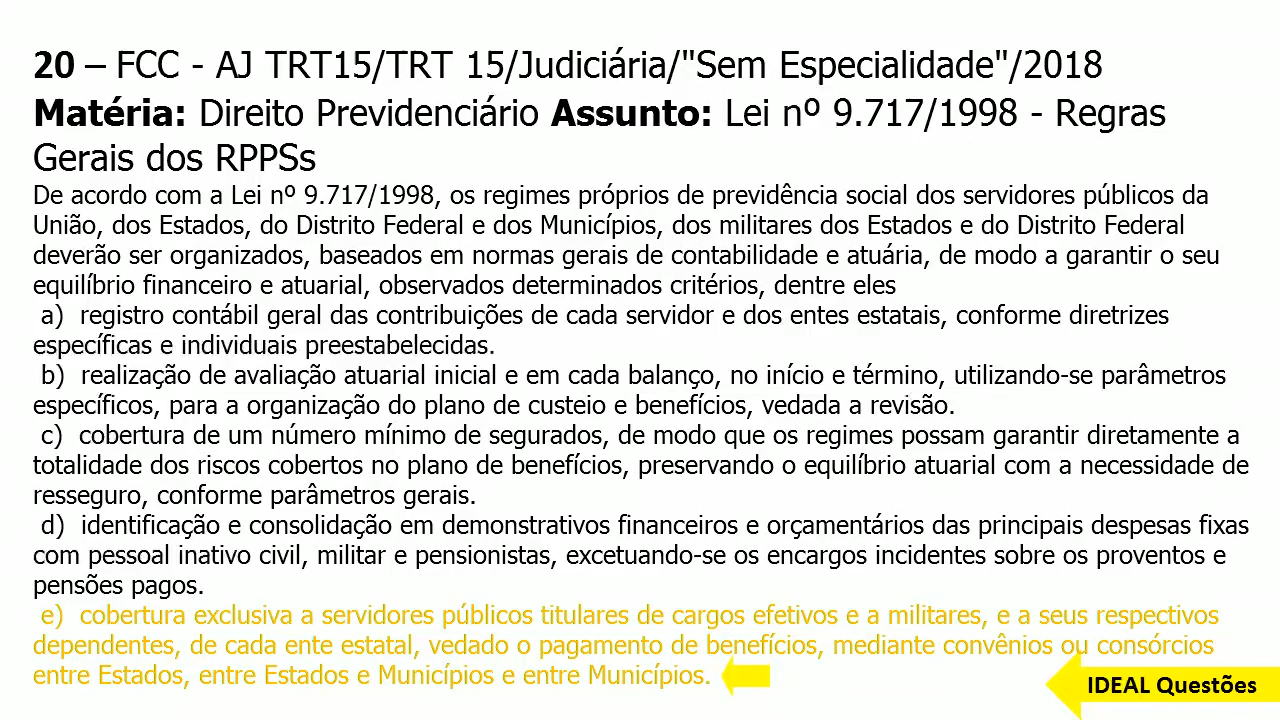 20 – FCC - AJ TRT15/TRT 15/Judiciária/"Sem Especialidade"/2018
Matéria: Direito Previdenciário Assunto: Lei nº 9.717/1998 - Regras
Gerais dos RPPSs
De acordo com a Lei nº 9.717/1998, os regimes próprios de previdência social dos servidores públicos da
União, dos Estados, do Distrito Federal e dos Municípios, dos militares dos Estados e do Distrito Federal
deverão ser organizados, baseados em normas gerais de contabilidade e atuária, de modo a garantir o seu
equilíbrio financeiro e atuarial, observados determinados critérios, dentre eles
a) registro contábil geral das contribuições de cada servidor e dos entes estatais, conforme diretrizes
específicas e individuais preestabelecidas.
b) realização de avaliação atuarial inicial e em cada balanço, no início e término, utilizando-se parâmetros
específicos, para a organização do plano de custeio e benefícios, vedada a revisão.
c) cobertura de um número mínimo de segurados, de modo que os regimes possam garantir diretamente a
totalidade dos riscos cobertos no plano de benefícios, preservando o equilíbrio atuarial com a necessidade de
resseguro, conforme parâmetros gerais.
d) identificação e consolidação em demonstrativos financeiros e orçamentários das principais despesas fixas
com pessoal inativo civil, militar e pensionistas, excetuando-se os encargos incidentes sobre os proventos e
pensões pagos.
e) cobertura exclusiva a servidores públicos titulares de cargos efetivos e a militares, e a seus respectivos
dependentes, de cada ente estatal, vedado o pagamento de benefícios, mediante convênios ou consórcios
entre Estados, entre Estados e Municípios e entre Municípios.
IDEAL Questões